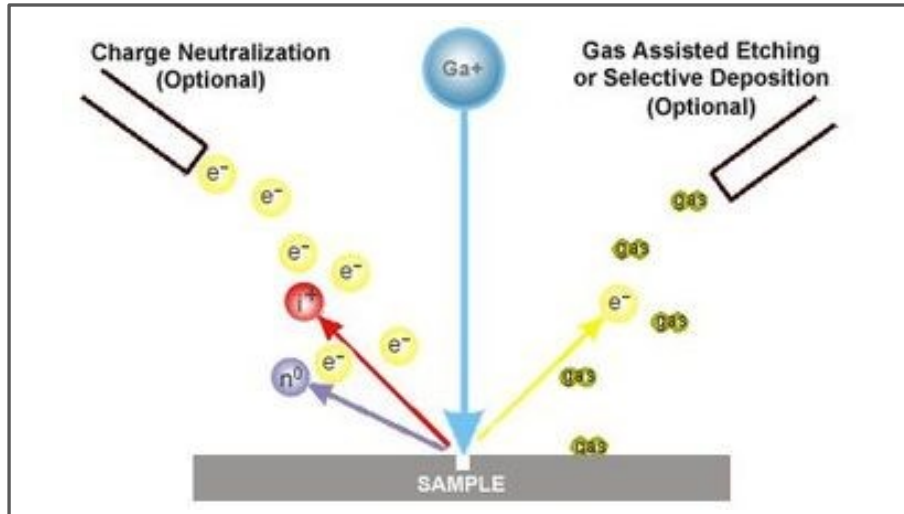 Charge Neutralization
(Optional)
Ga+
Gas Assisted Etching
or Selective Deposition
(Optional)
e⁻
e⁻
e⁻
e⁻
e⁻
e⁻
i⁺
n⁰
gas
gas
e⁻
gas
gas
gas
SAMPLE